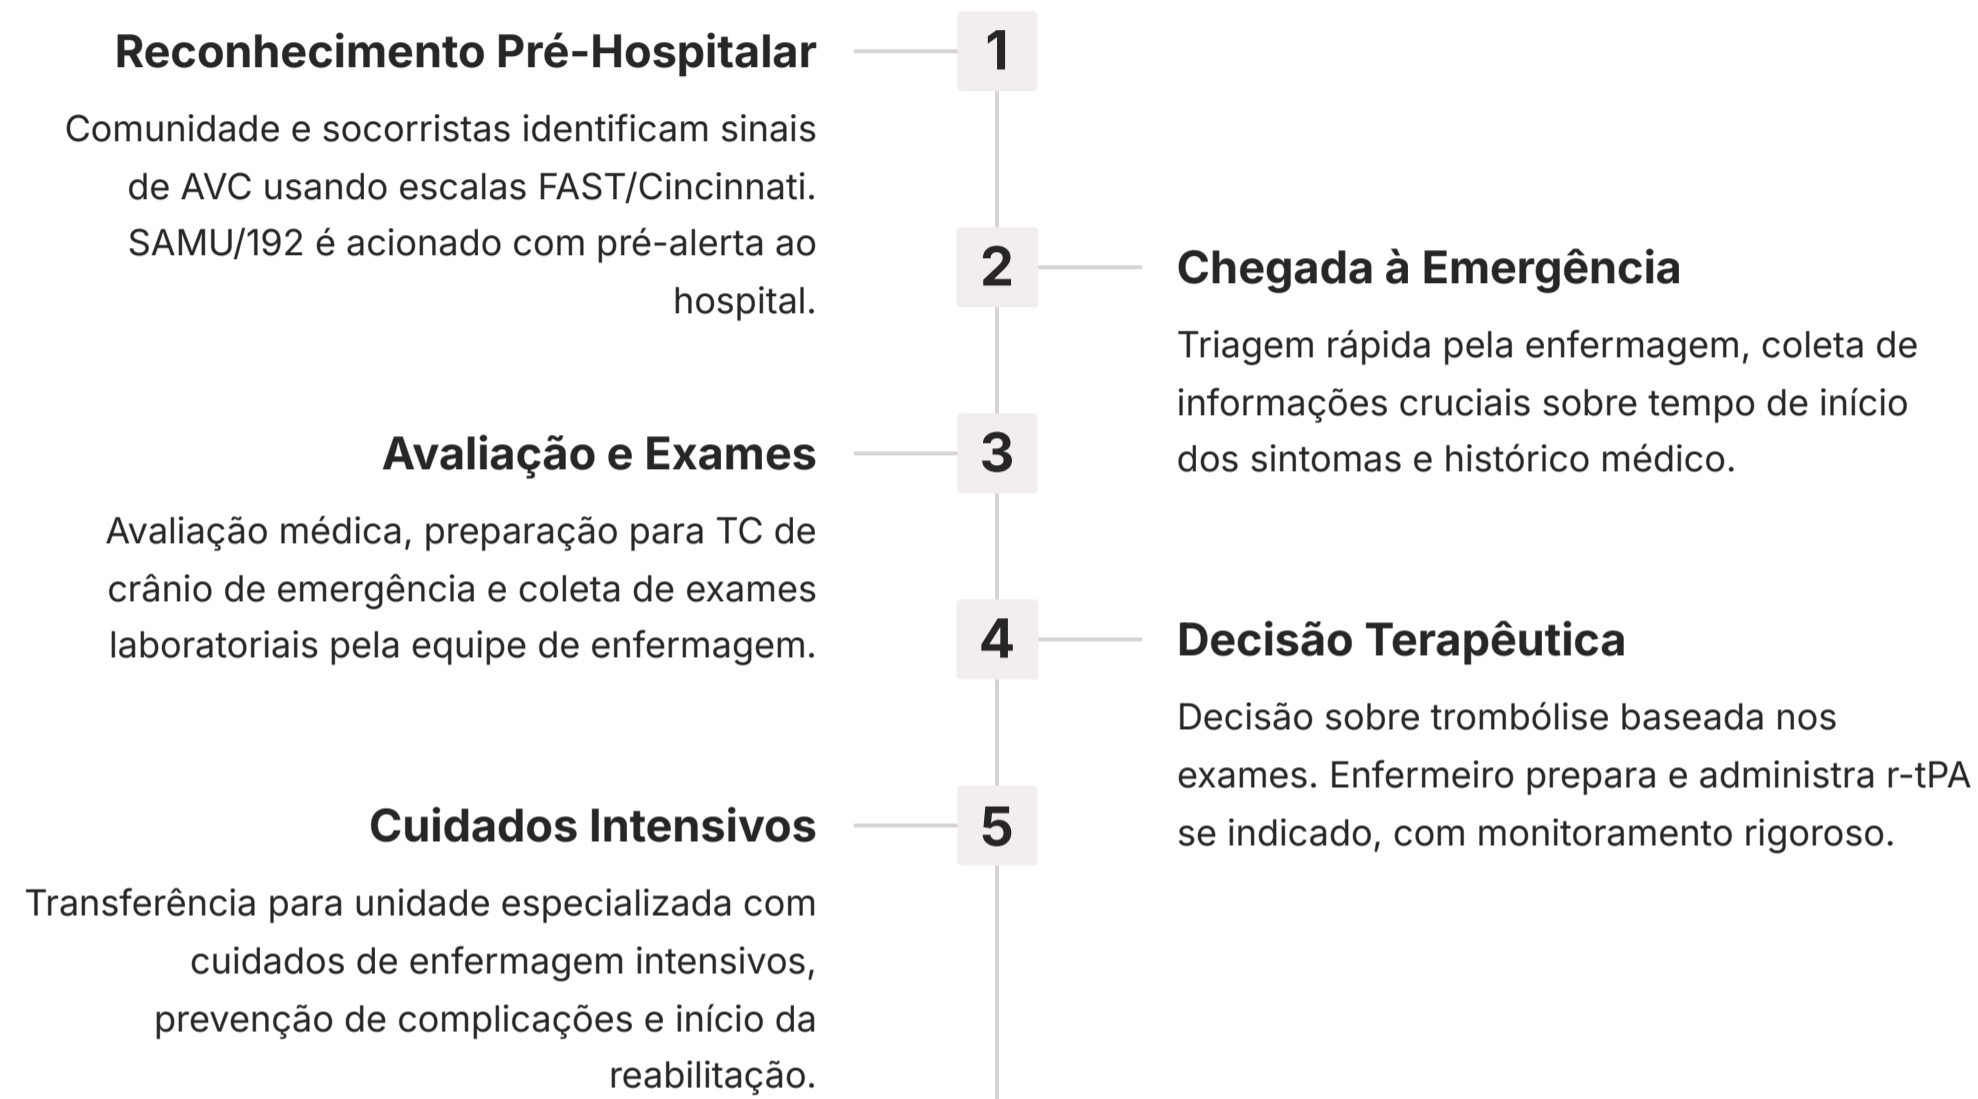 Reconhecimento Pré-Hospitalar
1
Comunidade e socorristas identificam sinais
de AVC usando escalas FAST/Cincinnati.
SAMU/192 é acionado com pré-alerta ao
hospital.
2
Chegada à Emergência
Triagem rápida pela enfermagem, coleta de
informações cruciais sobre tempo de início
dos sintomas e histórico médico.
Avaliação e Exames
3
Avaliação médica, preparação para TC de
crânio de emergência e coleta de exames
laboratoriais pela equipe de enfermagem.
4
Decisão Terapêutica
Decisão sobre trombólise baseada nos
exames. Enfermeiro prepara e administra r-tPA
se indicado, com monitoramento rigoroso.
Cuidados Intensivos
5
Transferência para unidade especializada com
cuidados de enfermagem intensivos,
prevenção de complicações e início da
reabilitação.